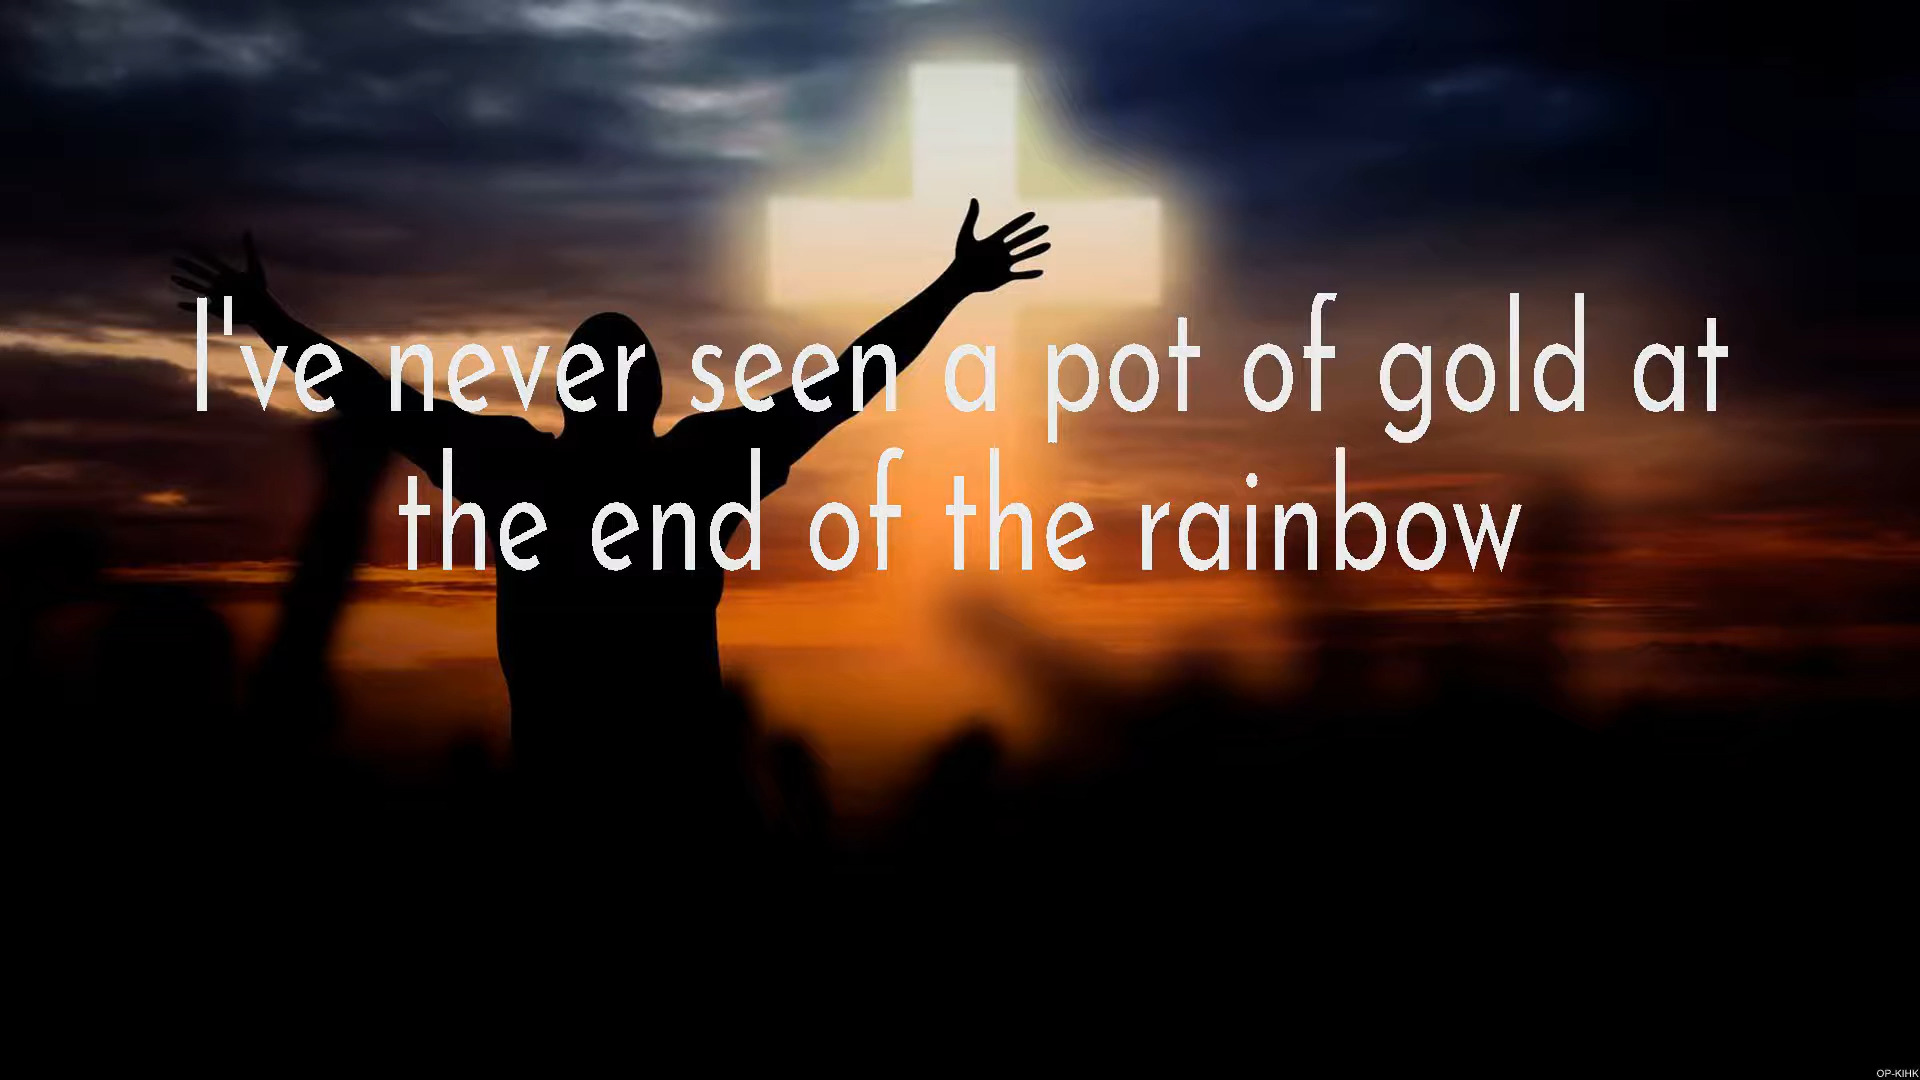 I've never seen a pot of gold at
the end of the rainbow
OP-KIHK